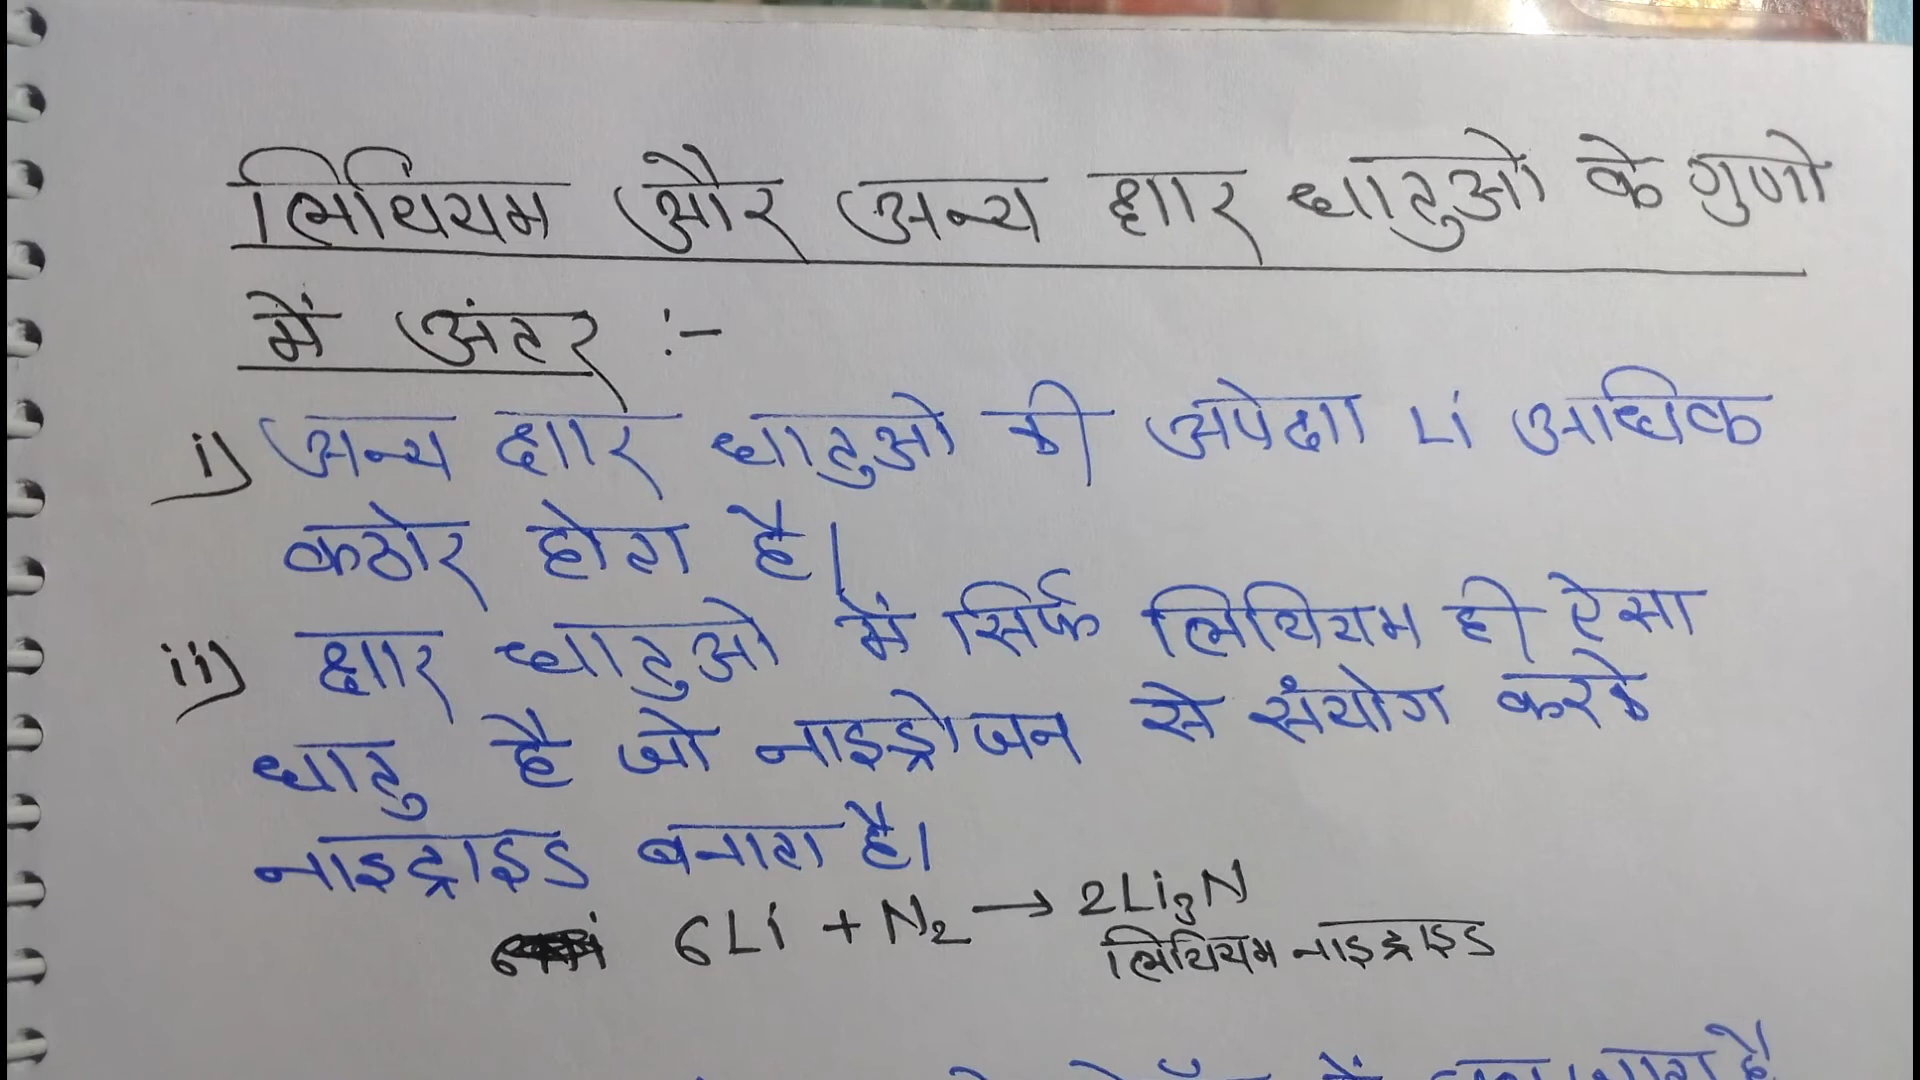 लिथियम और अन्य क्षार धातुओ के गुणो
में अंतर :-
i) अन्य क्षार धातुओ की अपेक्षा Li अधिक
कठोर होता है।
ii) क्षार धातुओ में सिर्फ लिथियम ही ऐसा
धातु है जो नाइट्रोजन से संयोग करके
नाइट्राइड बनाता है।
6Li + N₂ → 2Li₃N
लिथियम नाइट्राइड
में
है